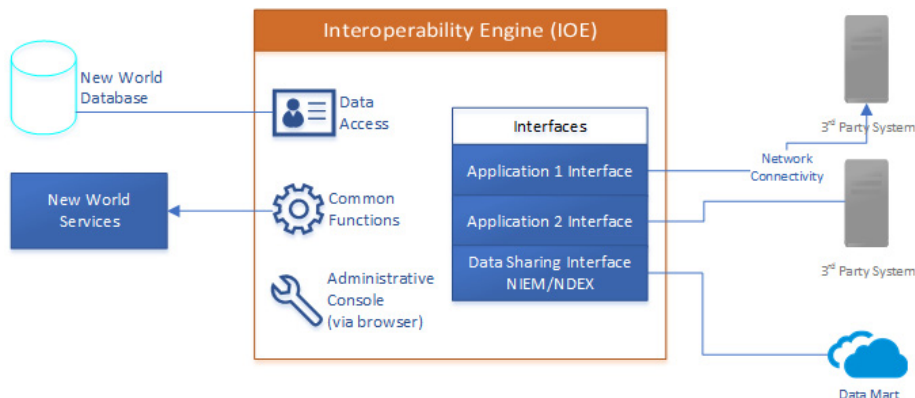 Interoperability Engine (IOE)
New World
Database
Data
Access
Interfaces
3rd Party System
Application 1 Interface
Network
Connectivity
New World
Services
Common
Functions
Application 2 Interface
Data Sharing Interface
NIEM/NDEX
3rd Party System
Administrative
Console
(via browser)
Data Mart